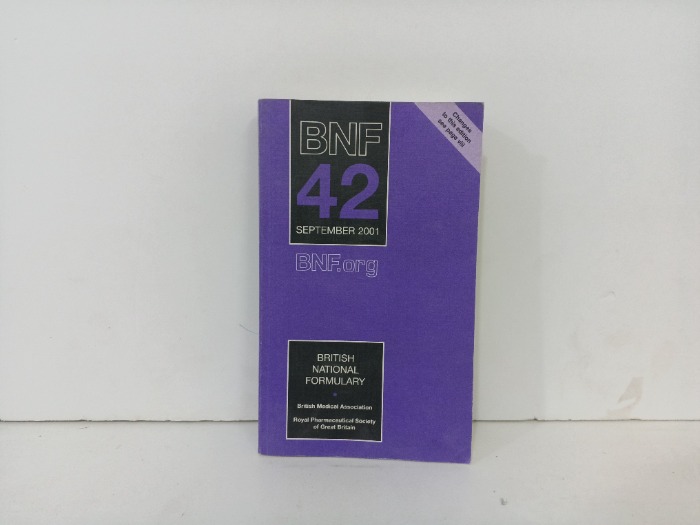 BNF
42
SEPTEMBER 2001
Changes
to this edition
see page xiv
BNF.org
BRITISH
NATIONAL
FORMULARY
British Medical Association
Royal Pharmaceutical Society
of Great Britain